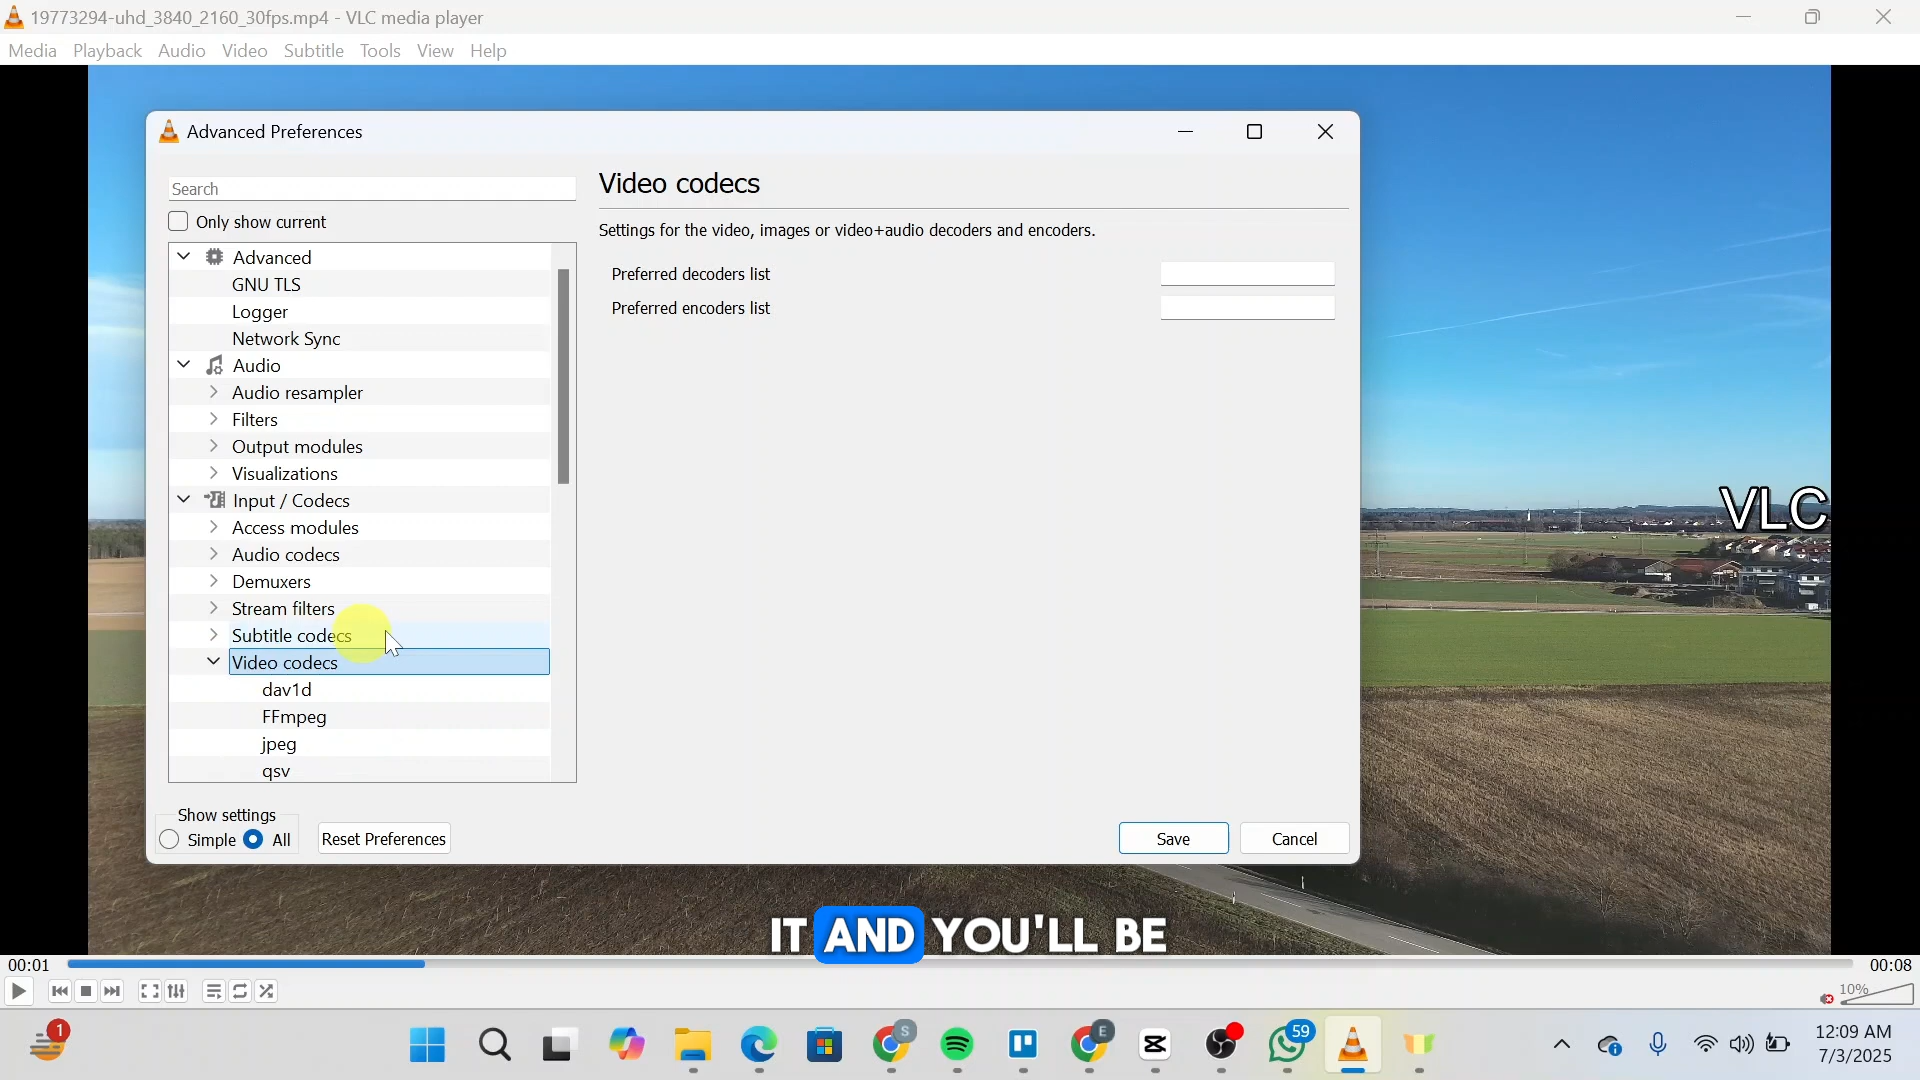 19773294-uhd_3840_2160_30fps.mp4 - VLC media player
Media Playback Audio Video Subtitle Tools View Help
Advanced Preferences
Search
Only show current
Advanced
GNU TLS
Logger
Network Sync
Audio
Audio resampler
Filters
Output modules
Visualizations
Input / Codecs
Access modules
Audio codecs
Demuxers
Stream filters
Subtitle codecs
Video codecs
dav1d
FFmpeg
jpeg
qsv
Show settings
Simple All
Reset Preferences
Video codecs
Settings for the video, images or video+audio decoders and encoders.
Preferred decoders list
Preferred encoders list
Save Cancel
VLC
IT AND YOU'LL BE
00:01 00:08
10%
1
S
E
59
12:09 AM
7/3/2025